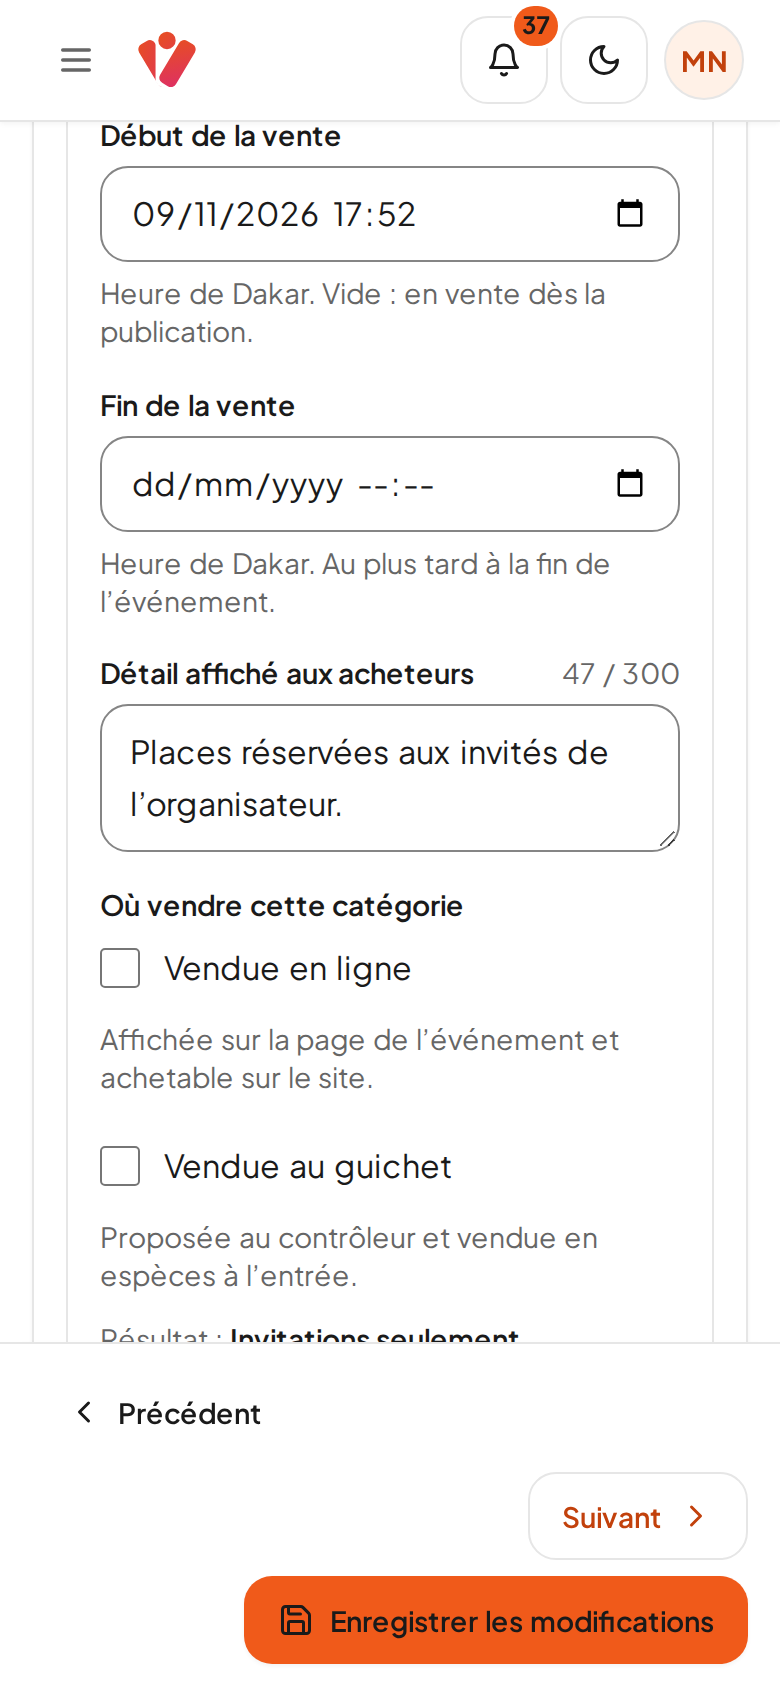 37
MN
Début de la vente
09/11/2026 17:52
Heure de Dakar. Vide : en vente dès la
publication.
Fin de la vente
dd/mm/yyyy --:--
Heure de Dakar. Au plus tard à la fin de
l’événement.
Détail affiché aux acheteurs 47 / 300
Places réservées aux invités de
l’organisateur.
Où vendre cette catégorie
Vendue en ligne
Affichée sur la page de l’événement et
achetable sur le site.
Vendue au guichet
Proposée au contrôleur et vendue en
espèces à l’entrée.
Résultat : Invitations seulement
Précédent
Suivant
Enregistrer les modifications